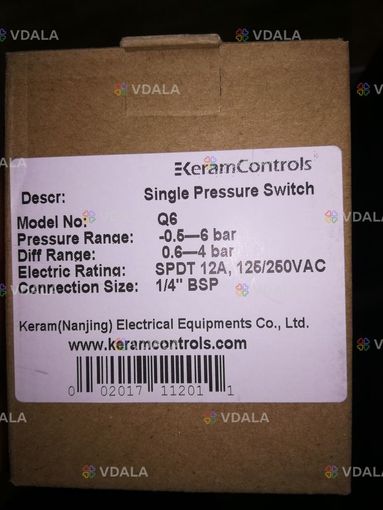 VDALA VDALA
VDALA VDALA
KeramControls
Descr: Single Pressure Switch
Model No: Q6
Pressure Range: -0.5—6 bar
Diff Range: 0.6—4 bar
Electric Rating: SPDT 12A, 125/250VAC
Connection Size: 1/4" BSP
Keram(Nanjing) Electrical Equipments Co., Ltd.
www.keramcontrols.com
0 02017 11201 1
VDALA VDALA